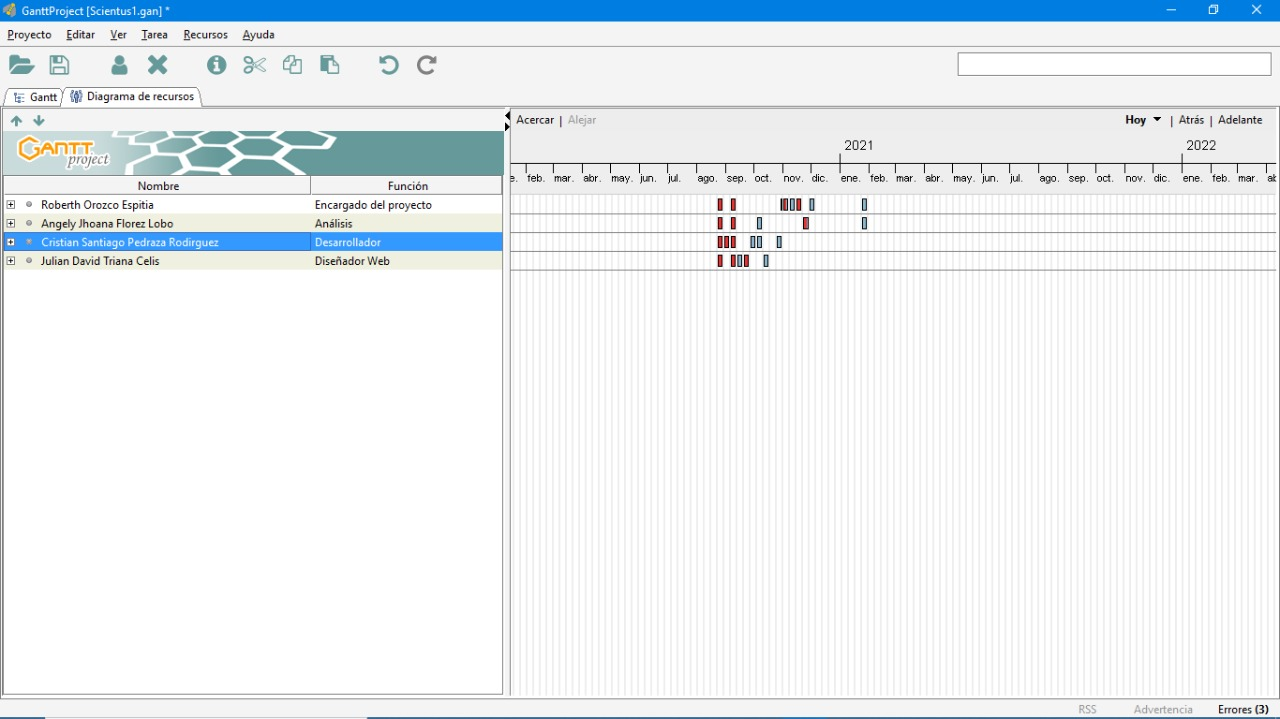 GanttProject [Scientus1.gan] *
Proyecto Editar Ver Tarea Recursos Ayuda
Gantt Diagrama de recursos
Acercar | Alejar Hoy | Atrás | Adelante
GANTT project
2021 2022
e. feb. mar. abr. may. jun. jul. ago. sep. oct. nov. dic. ene. feb. mar. abr. may. jun. jul. ago. sep. oct. nov. dic. ene. feb. mar. ab
Nombre Función
Roberth Orozco Espitia Encargado del proyecto
Angely Jhoana Florez Lobo Análisis
Cristian Santiago Pedraza Rodirguez Desarrollador
Julian David Triana Celis Diseñador Web
RSS Advertencia Errores (3)